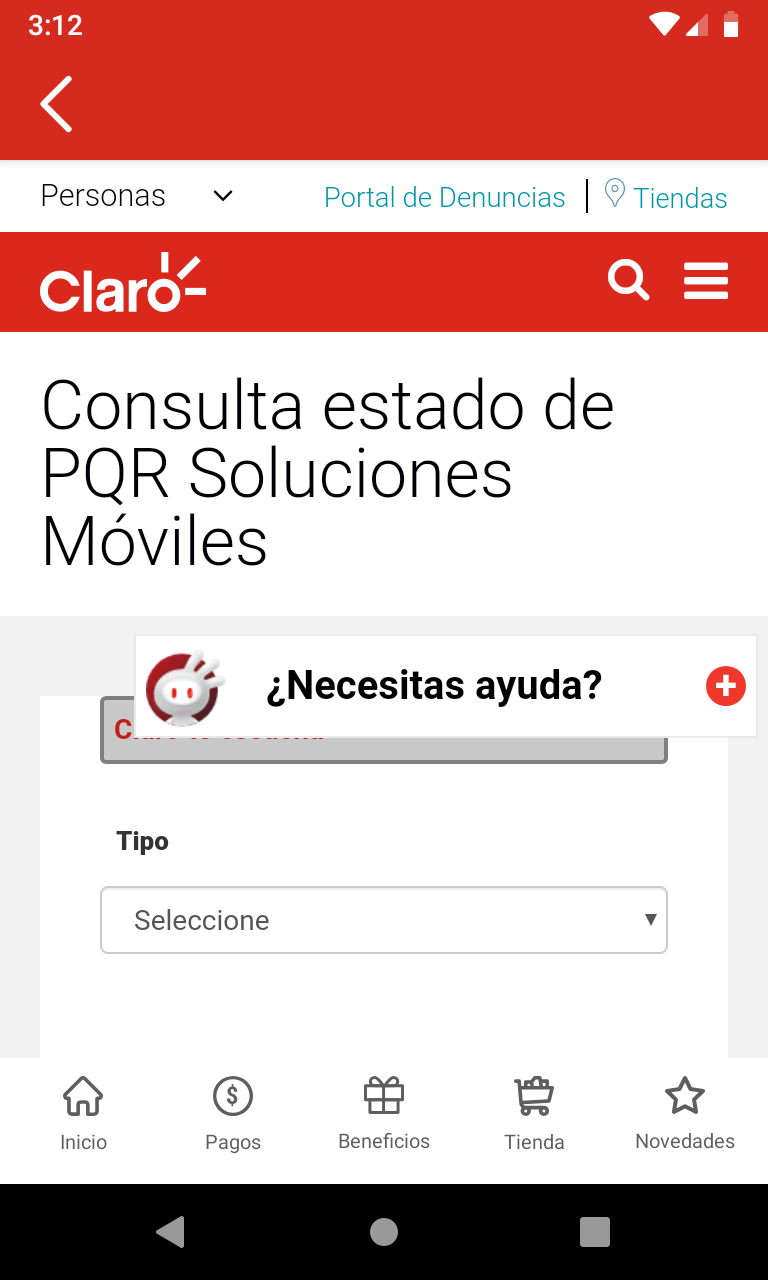 3:12
Personas
Portal de Denuncias
Tiendas
Claro
Consulta estado de
PQR Soluciones
Móviles
¿Necesitas ayuda?
Tipo
Seleccione
Inicio
Pagos
Beneficios
Tienda
Novedades